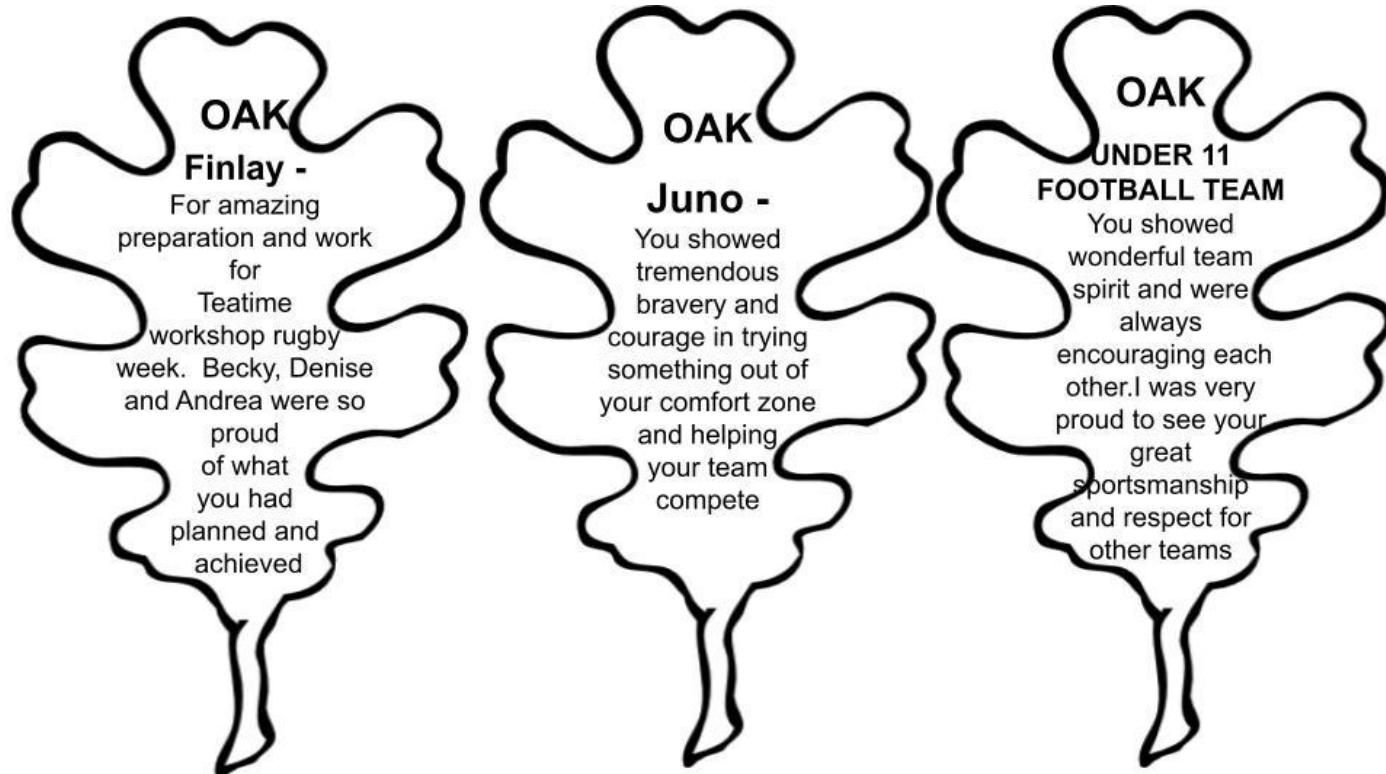 OAK
Finlay -
For amazing
preparation and work
for
Teatime
workshop rugby
week.  Becky, Denise
and Andrea were so
proud
of what
you had
planned and
achieved
OAK
Juno -
You showed
tremendous
bravery and
courage in trying
something out of
your comfort zone
and helping
your team
compete
OAK
UNDER 11
FOOTBALL TEAM
You showed
wonderful team
spirit and were
always
encouraging each
other.I was very
proud to see your
great
sportsmanship
and respect for
other teams